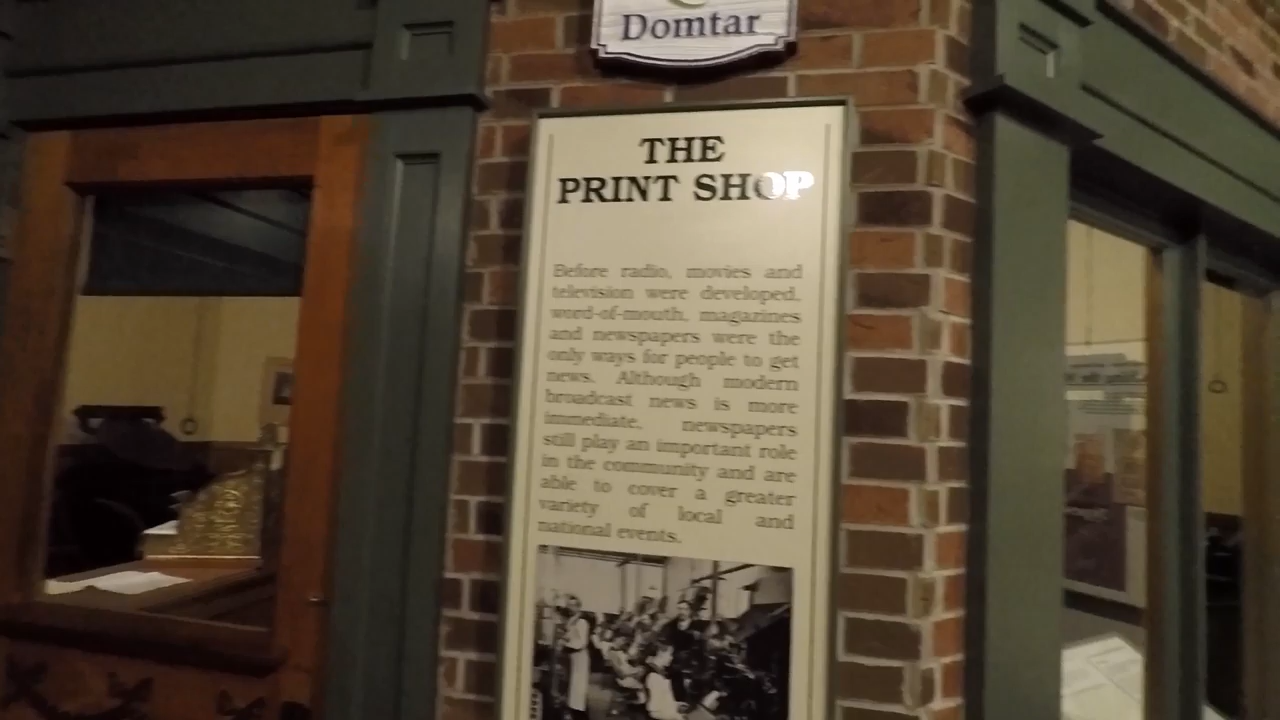 Domtar
THE
PRINT SHOP
Before radio, movies and
television were developed,
word-of-mouth, magazines
and newspapers were the
only ways for people to get
news. Although modern
broadcast news is more
immediate, newspapers
still play an important role
in the community and are
able to cover a greater
variety of local and
national events.